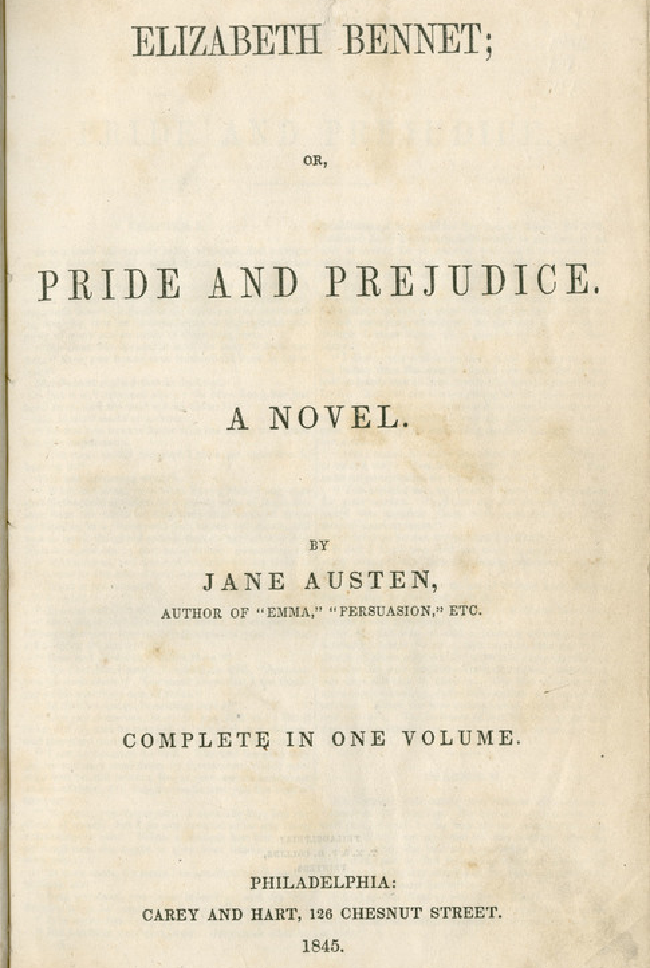 ELIZABETH BENNET;
OR,
PRIDE AND PREJUDICE.
A NOVEL.
BY
JANE AUSTEN,
AUTHOR OF "EMMA," "PERSUASION," ETC.
COMPLETE IN ONE VOLUME.
PHILADELPHIA:
CAREY AND HART, 126 CHESNUT STREET.
1845.